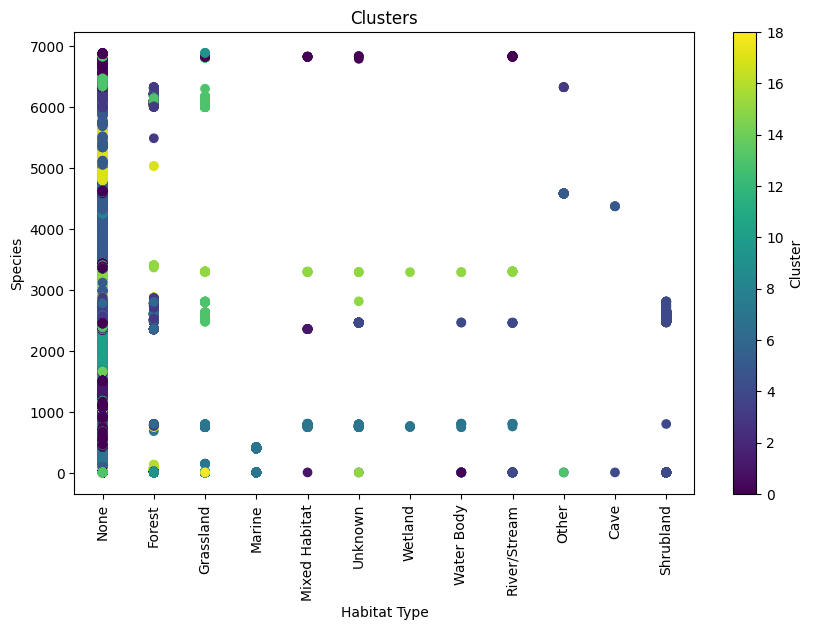 Clusters
7000
6000
5000
4000
3000
2000
1000
0
Species
None
Forest
Grassland
Marine
Mixed Habitat
Unknown
Wetland
Water Body
River/Stream
Other
Cave
Shrubland
Habitat Type
18
16
14
12
10
8
6
4
2
0
Cluster